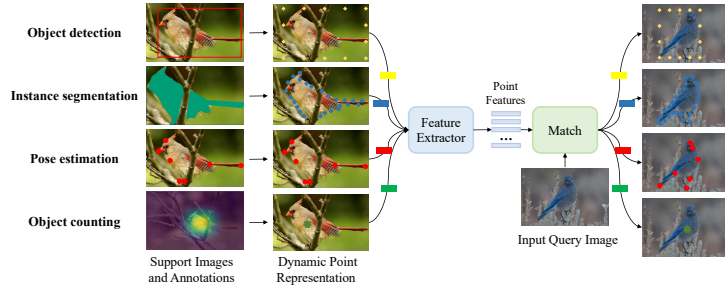 Object detection
Instance segmentation
Pose estimation
Object counting
Support Images
and Annotations
Dynamic Point
Representation
Feature
Extractor
Point
Features
...
Match
Input Query Image